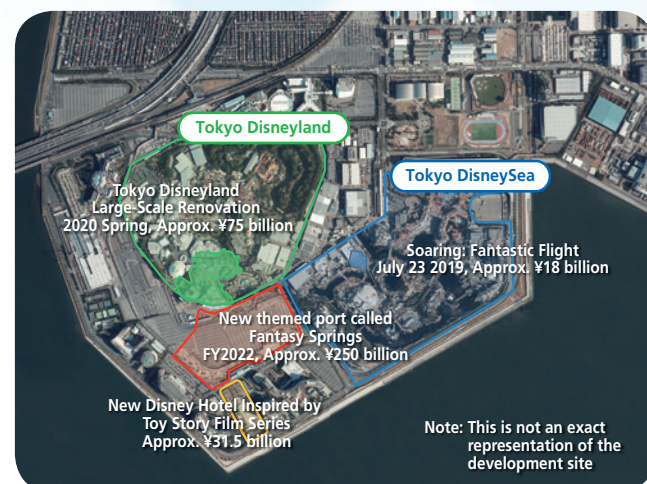 Tokyo Disneyland
Tokyo Disneyland
Large-Scale Renovation
2020 Spring, Approx. ¥75 billion
Tokyo DisneySea
Soaring: Fantastic Flight
July 23 2019, Approx. ¥18 billion
New themed port called
Fantasy Springs
FY2022, Approx. ¥250 billion
New Disney Hotel Inspired by
Toy Story Film Series
Approx. ¥31.5 billion
Note: This is not an exact
representation of the
development site